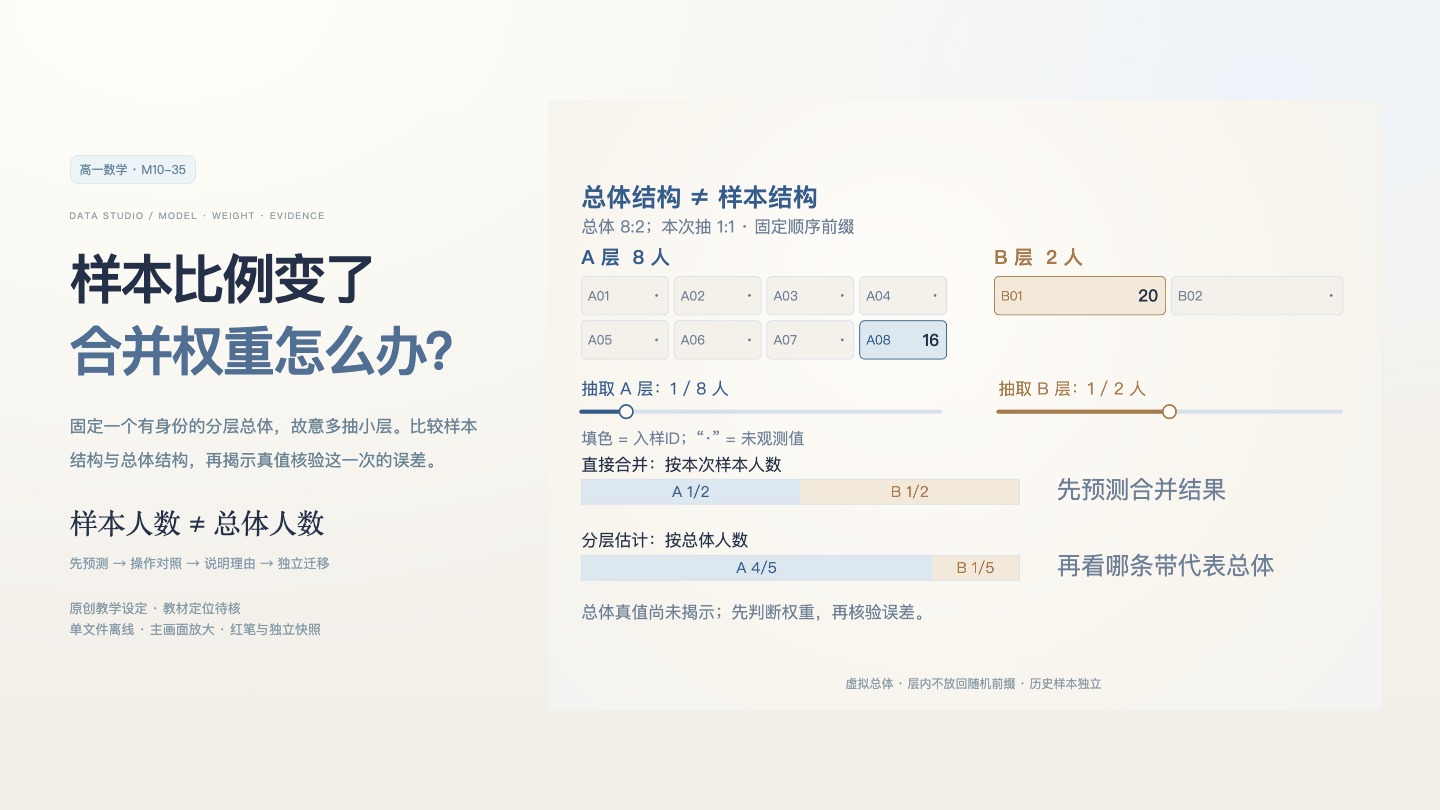 高一数学 · M10–35
DATA STUDIO / MODEL · WEIGHT · EVIDENCE
样本比例变了
合并权重怎么办?
固定一个有身份的分层总体，故意多抽小层。比较样本
结构与总体结构，再揭示真值核验这一次的误差。
样本人数 ≠ 总体人数
先预测 → 操作对照 → 说明理由 → 独立迁移
原创教学设定 · 教材定位待核
单文件离线 · 主画面放大 · 红笔与独立快照
总体结构 ≠ 样本结构
总体 8:2；本次抽 1:1 · 固定顺序前缀
A 层 8 人
A01 · A02 · A03 · A04 ·
A05 · A06 · A07 · A08 16
B 层 2 人
B01 20 B02 ·
抽取 A 层：1 / 8 人
抽取 B 层：1 / 2 人
填色 = 入样ID；“·” = 未观测值
直接合并：按本次样本人数
A 1/2 B 1/2
先预测合并结果
分层估计：按总体人数
A 4/5 B 1/5
再看哪条带代表总体
总体真值尚未揭示；先判断权重，再核验误差。
虚拟总体 · 层内不放回随机前缀 · 历史样本独立